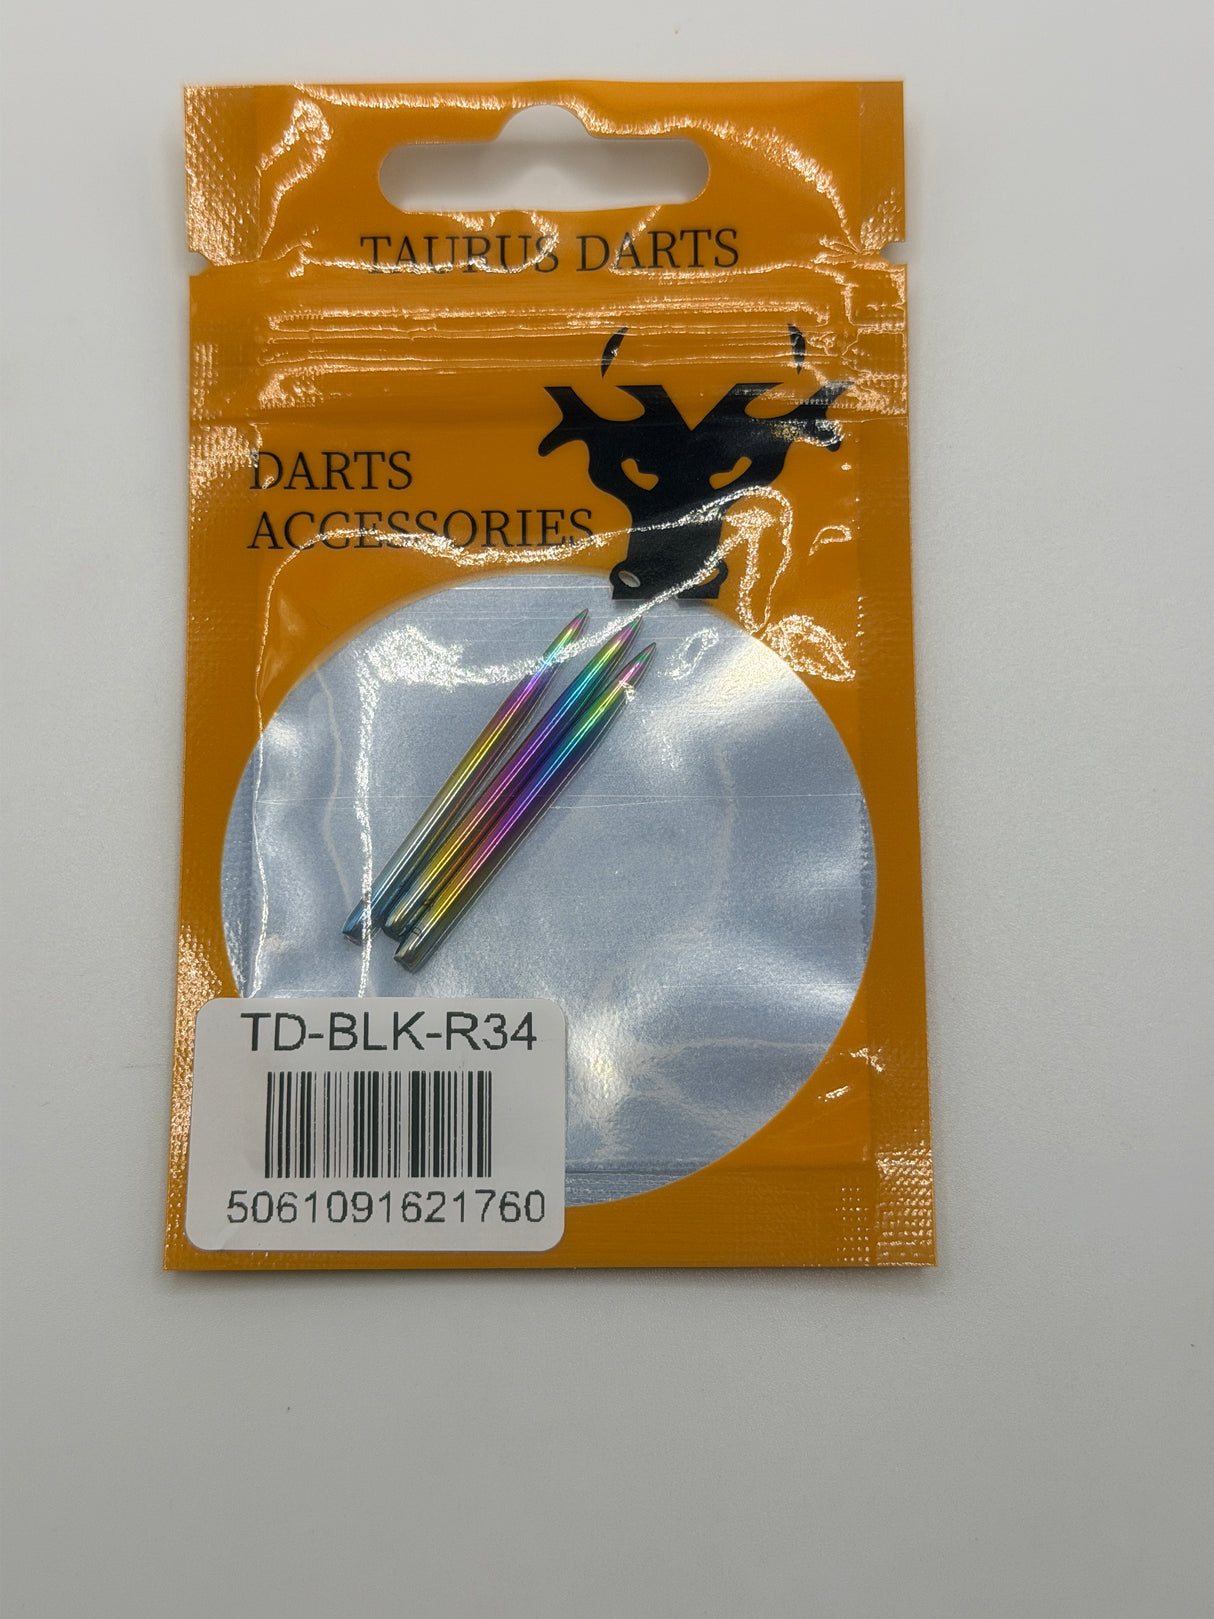 TAURUS DARTS
DARTS
ACCESSORIES
TD-BLK-R34
5061091621760